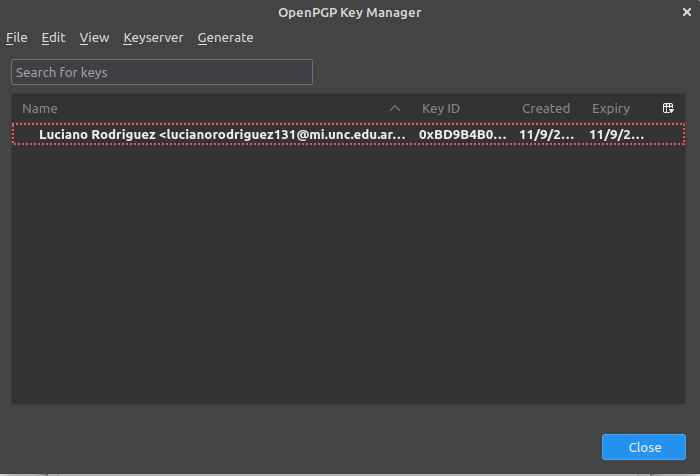 OpenPGP Key Manager
File Edit View Keyserver Generate
Search for keys
Name Key ID Created Expiry
Luciano Rodriguez <lucianorodriguez131@mi.unc.edu.ar... 0xBD9B4B0... 11/9/2... 11/9/2...
Close